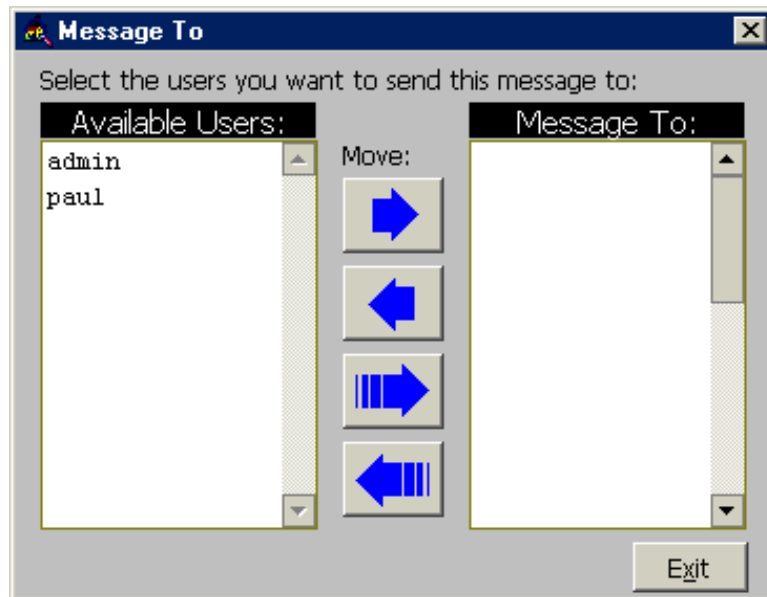 Message To
Select the users you want to send this message to:
Available Users:
Message To:
admin
paul
Move:
Exit